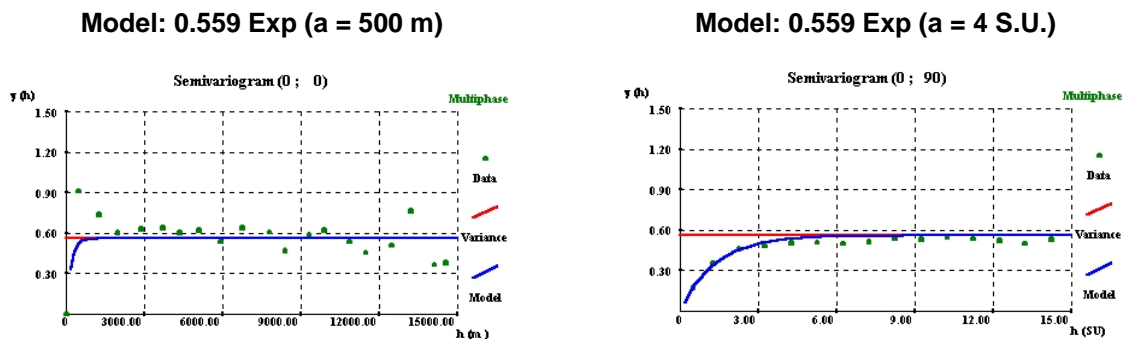 Model: 0.559 Exp (a = 500 m)
Semivariogram (0 ; 0)
γ (h)
Multiphase
1.50
1.20
0.90
0.60
0.30
0
3000.00
6000.00
9000.00
12000.00
15000.00
h (m)
Data
Variance
Model
Model: 0.559 Exp (a = 4 S.U.)
Semivariogram (0 ; 90)
γ (h)
Multiphase
1.50
1.20
0.90
0.60
0.30
0
3.00
6.00
9.00
12.00
15.00
h (SU)
Data
Variance
Model